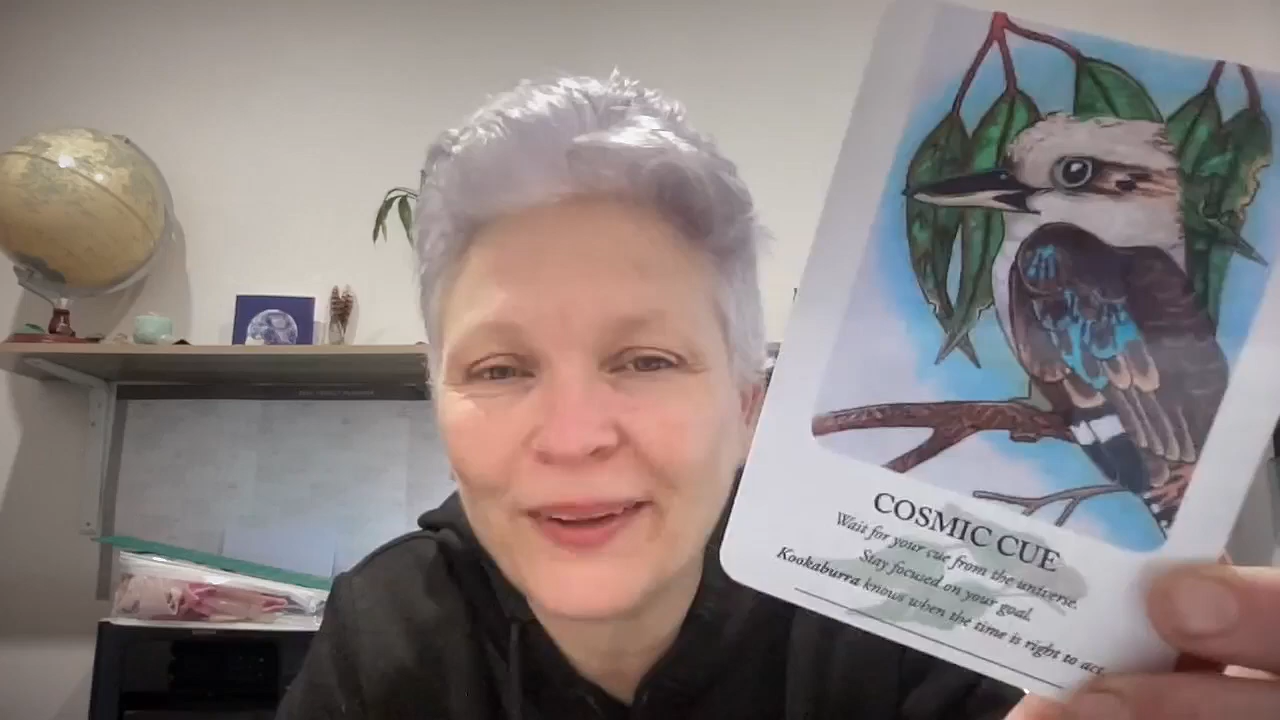 COSMIC CUE
Wait for your cue from the universe.
Stay focused on your goal.
Kookaburra knows when the time is right to act.